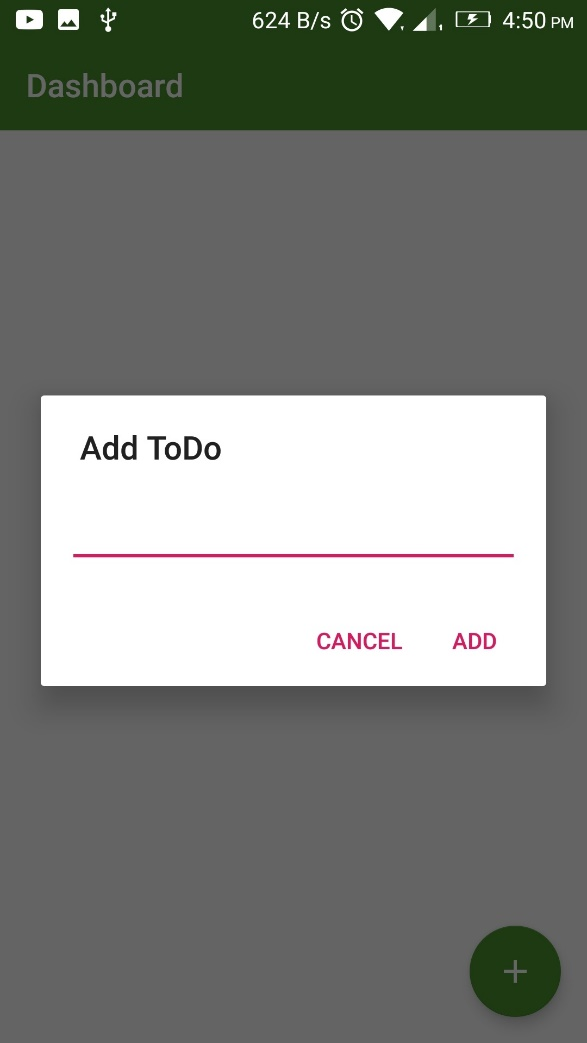 624 B/s 4:50 PM
Dashboard
Add ToDo
CANCEL ADD
+